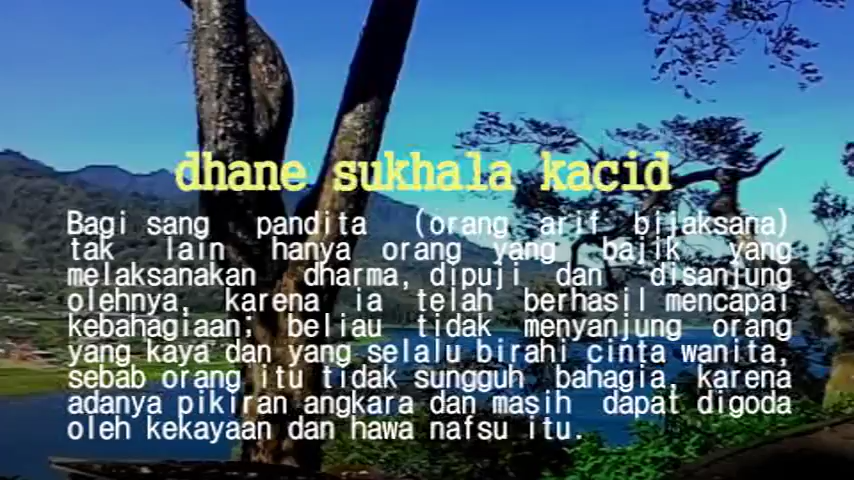 dhane sukhala kacid
Bagi sang pandita (orang arif bijaksana)
tak lain hanya orang yang bajik yang
melaksanakan dharma, dipuji dan disanjung
olehnya, karena ia telah berhasil mencapai
kebahagiaan; beliau tidak menyanjung orang
yang kaya dan yang selalu birahi cinta wanita,
sebab orang itu tidak sungguh bahagia, karena
adanya pikiran angkara dan masih dapat digoda
oleh kekayaan dan hawa nafsu itu.